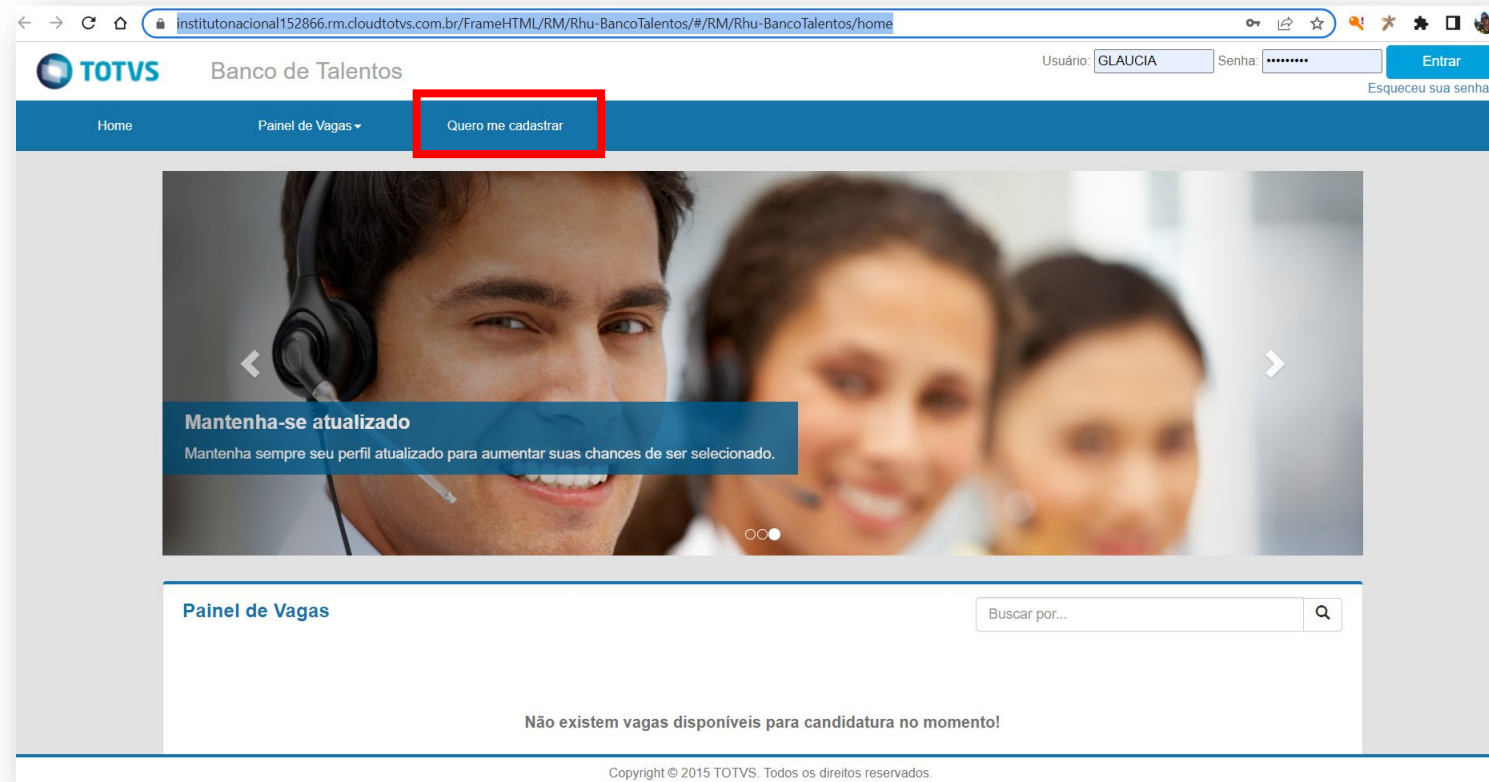 institutonacional152866.rm.cloudtotvs.com.br/FrameHTML/RM/Rhu-BancoTalentos/#/RM/Rhu-BancoTalentos/home
TOTVS Banco de Talentos Usuário: GLAUCIA Senha: ••••••••• Entrar
Esqueceu sua senha
Home Painel de Vagas Quero me cadastrar
Mantenha-se atualizado
Mantenha sempre seu perfil atualizado para aumentar suas chances de ser selecionado.
Painel de Vagas Buscar por...
Não existem vagas disponíveis para candidatura no momento!
Copyright © 2015 TOTVS. Todos os direitos reservados.